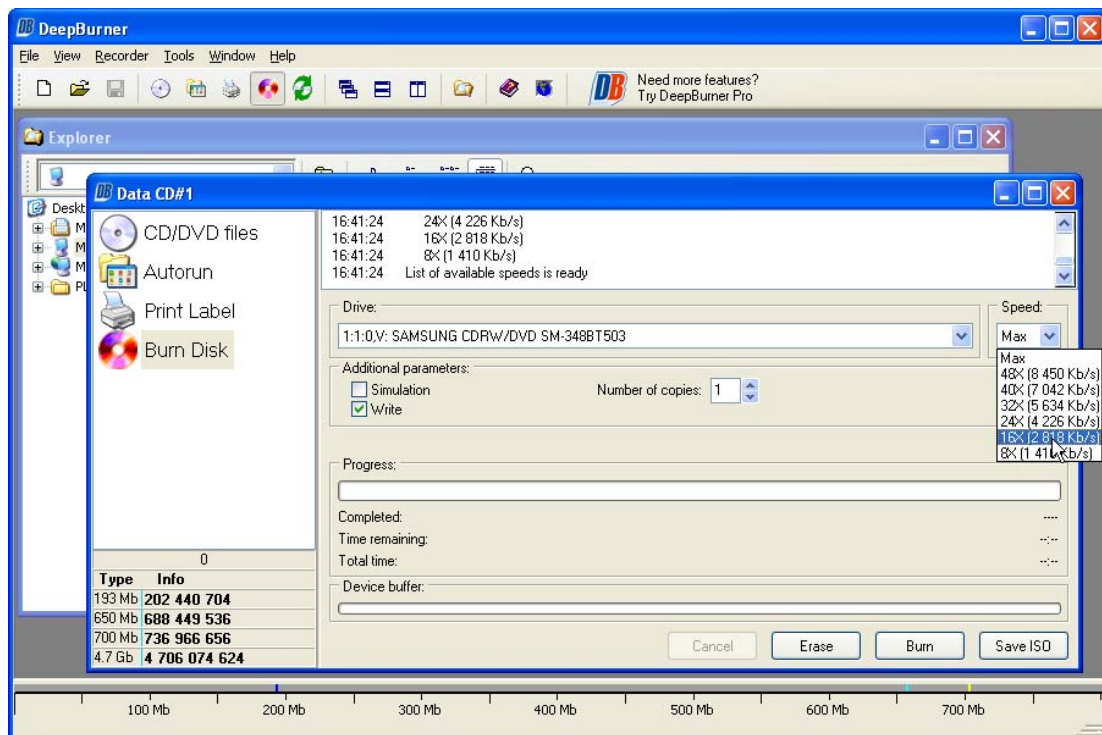 DeepBurner
File View Recorder Tools Window Help
Need more features?
Try DeepBurner Pro
Explorer
Data CD#1
Deskt
M
M
M
PL
CD/DVD files
Autorun
Print Label
Burn Disk
0
Type Info
193 Mb 202 440 704
650 Mb 688 449 536
700 Mb 736 966 656
4.7 Gb 4 706 074 624
16:41:24 24X (4 226 Kb/s)
16:41:24 16X (2 818 Kb/s)
16:41:24 8X (1 410 Kb/s)
16:41:24 List of available speeds is ready
Drive:
1:1:0,V: SAMSUNG CDRW/DVD SM-348BT503
Speed:
Max
Max
48X (8 450 Kb/s)
40X (7 042 Kb/s)
32X (5 634 Kb/s)
24X (4 226 Kb/s)
16X (2 818 Kb/s)
8X (1 410 Kb/s)
Additional parameters:
Simulation
Write
Number of copies: 1
Progress:
Completed: ----
Time remaining: --:--
Total time: --:--
Device buffer:
Cancel Erase Burn Save ISO
100 Mb 200 Mb 300 Mb 400 Mb 500 Mb 600 Mb 700 Mb